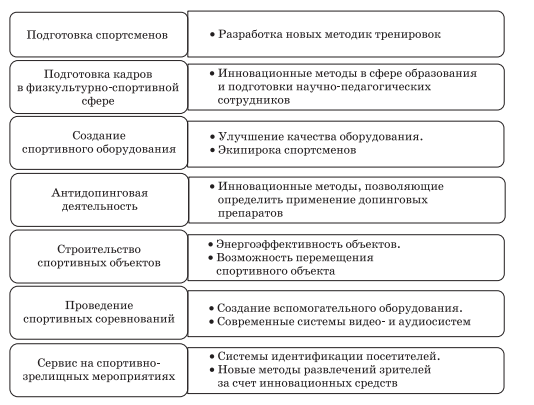 Подготовка спортсменов
• Разработка новых методик тренировок
Подготовка кадров
в физкультурно-спортивной
сфере
• Инновационные методы в сфере образования
и подготовки научно-педагогических
сотрудников
Создание
спортивного оборудования
• Улучшение качества оборудования.
• Экипирока спортсменов
Антидопинговая
деятельность
• Инновационные методы, позволяющие
определить применение допинговых
препаратов
Строительство
спортивных объектов
• Энергоэффективность объектов.
• Возможность перемещения
спортивного объекта
Проведение
спортивных соревнований
• Создание вспомогательного оборудования.
• Современные системы видео- и аудиосистем
Сервис на спортивно-
зрелищных мероприятиях
• Системы идентификации посетителей.
• Новые методы развлечений зрителей
за счет инновационных средств